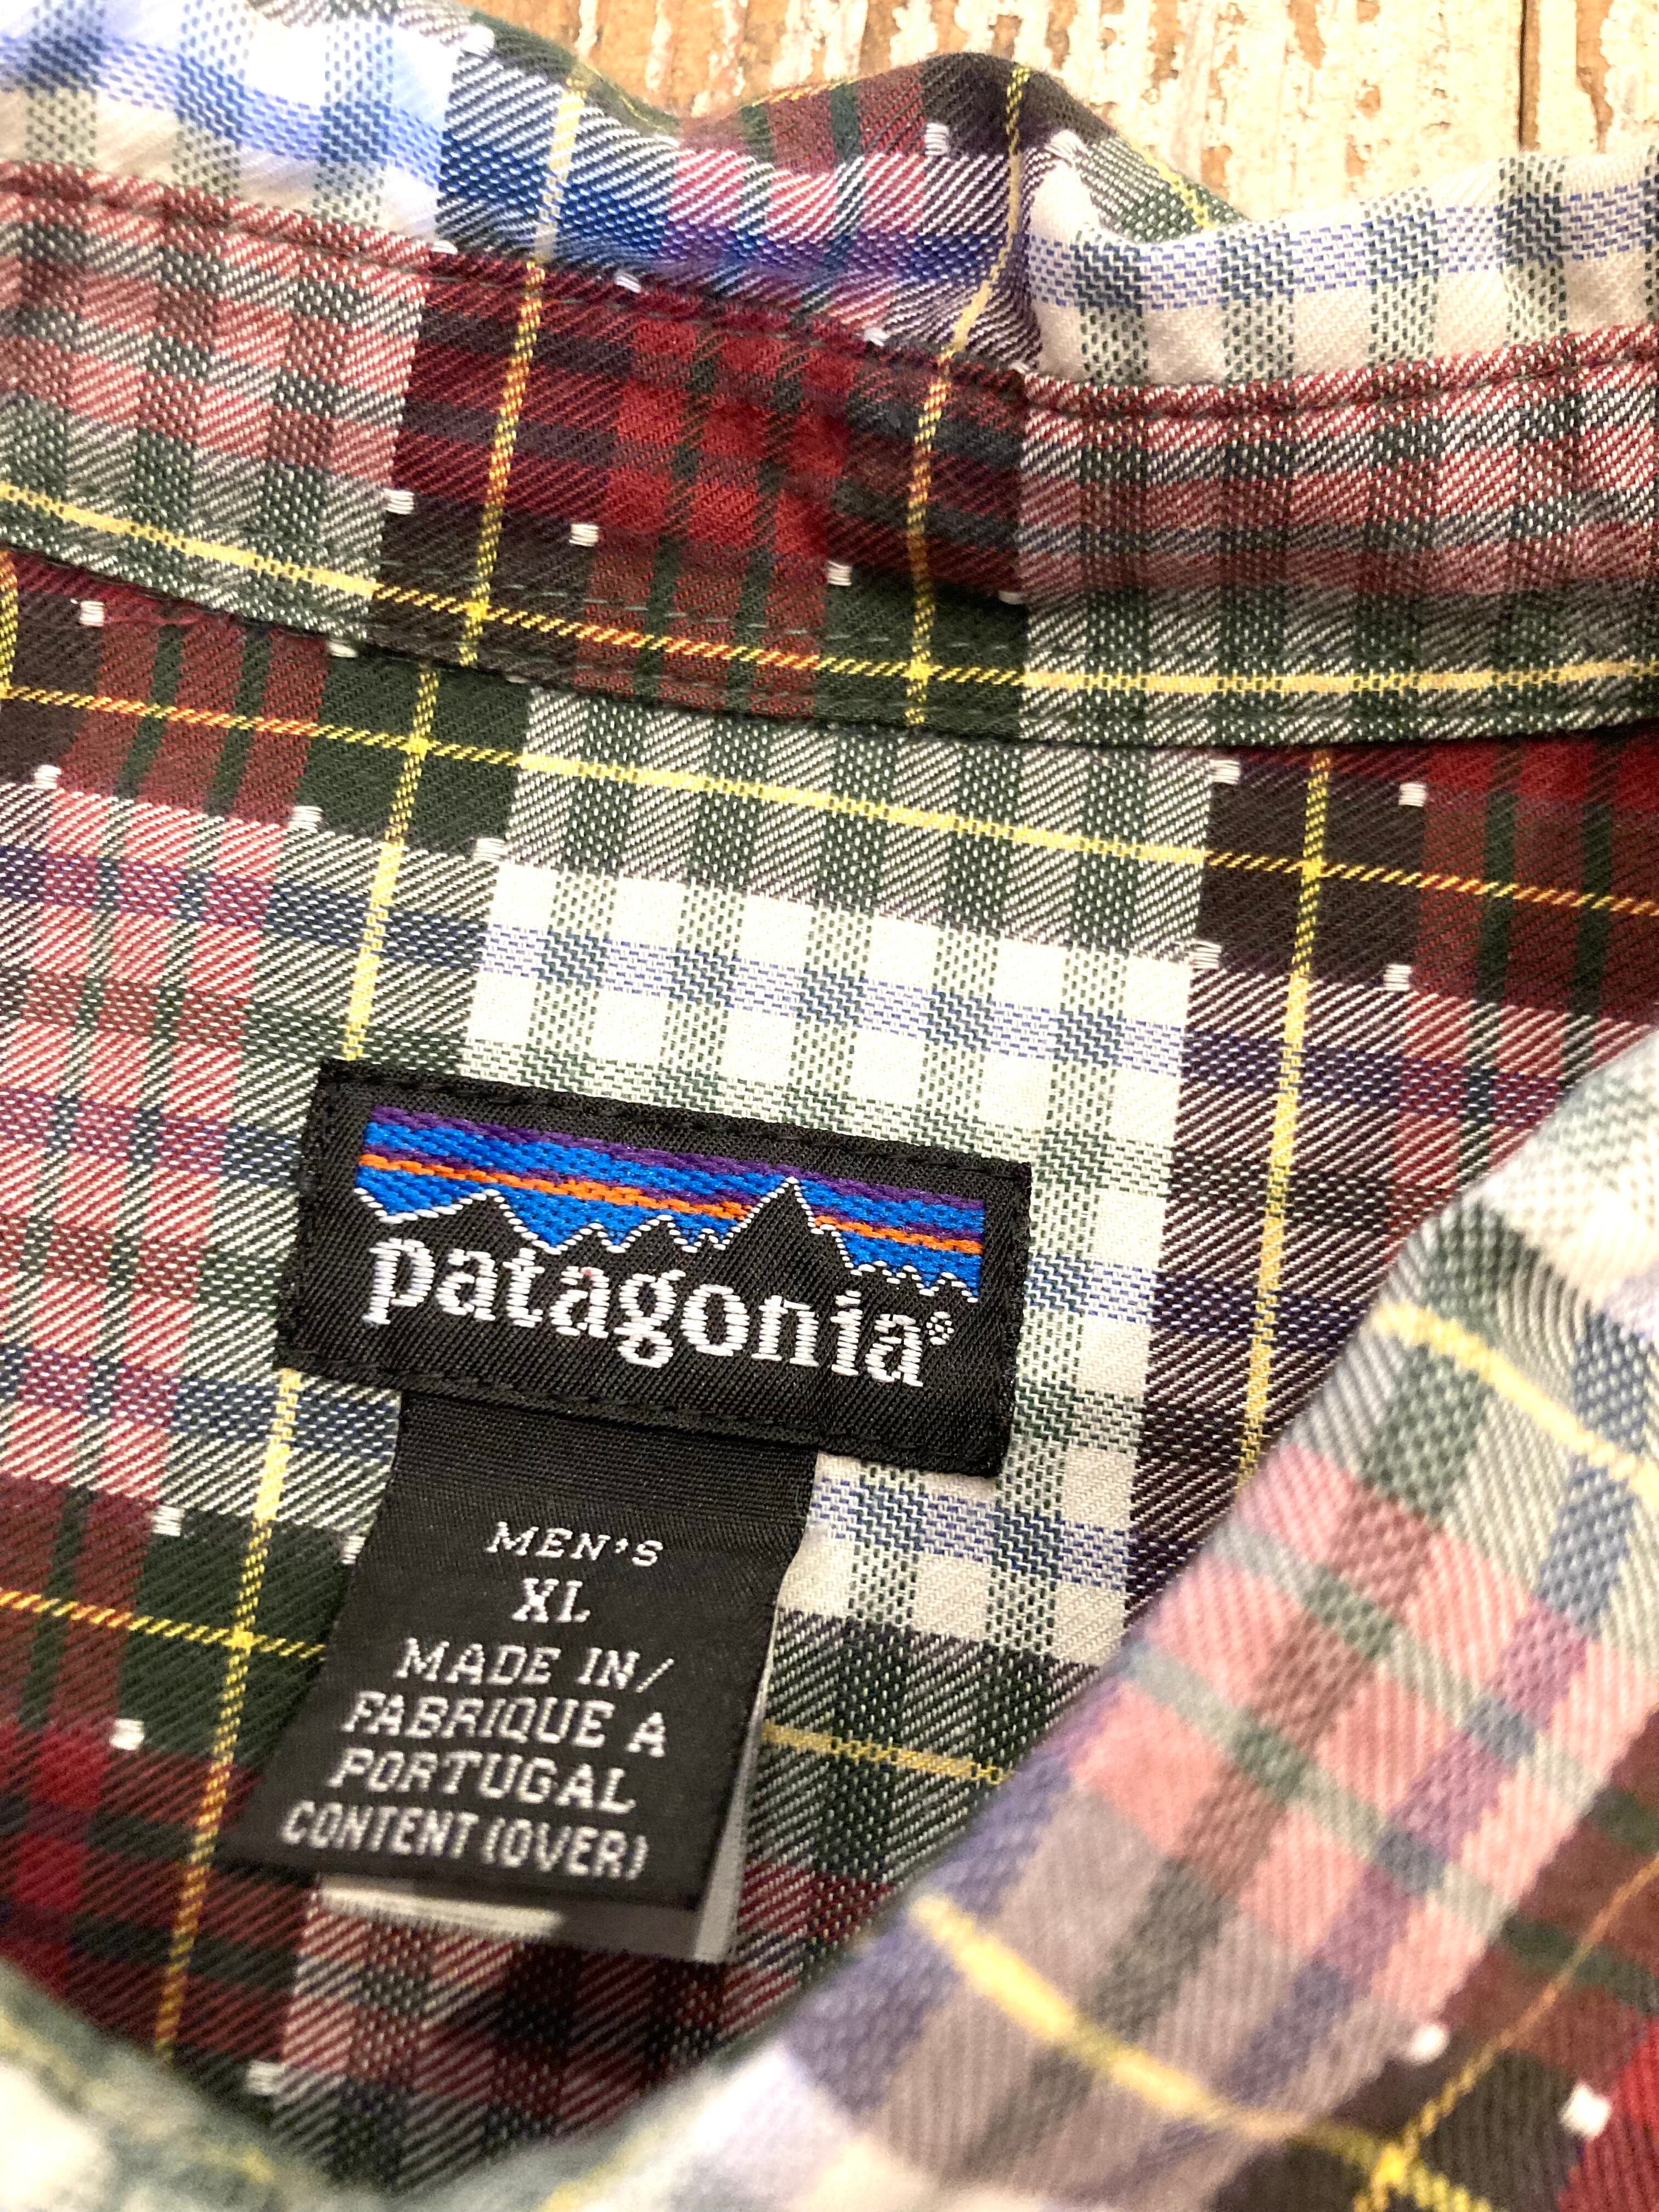 patagonia®
MEN'S
XL
MADE IN/
FABRIQUE A
PORTUGAL
CONTENT (OVER)